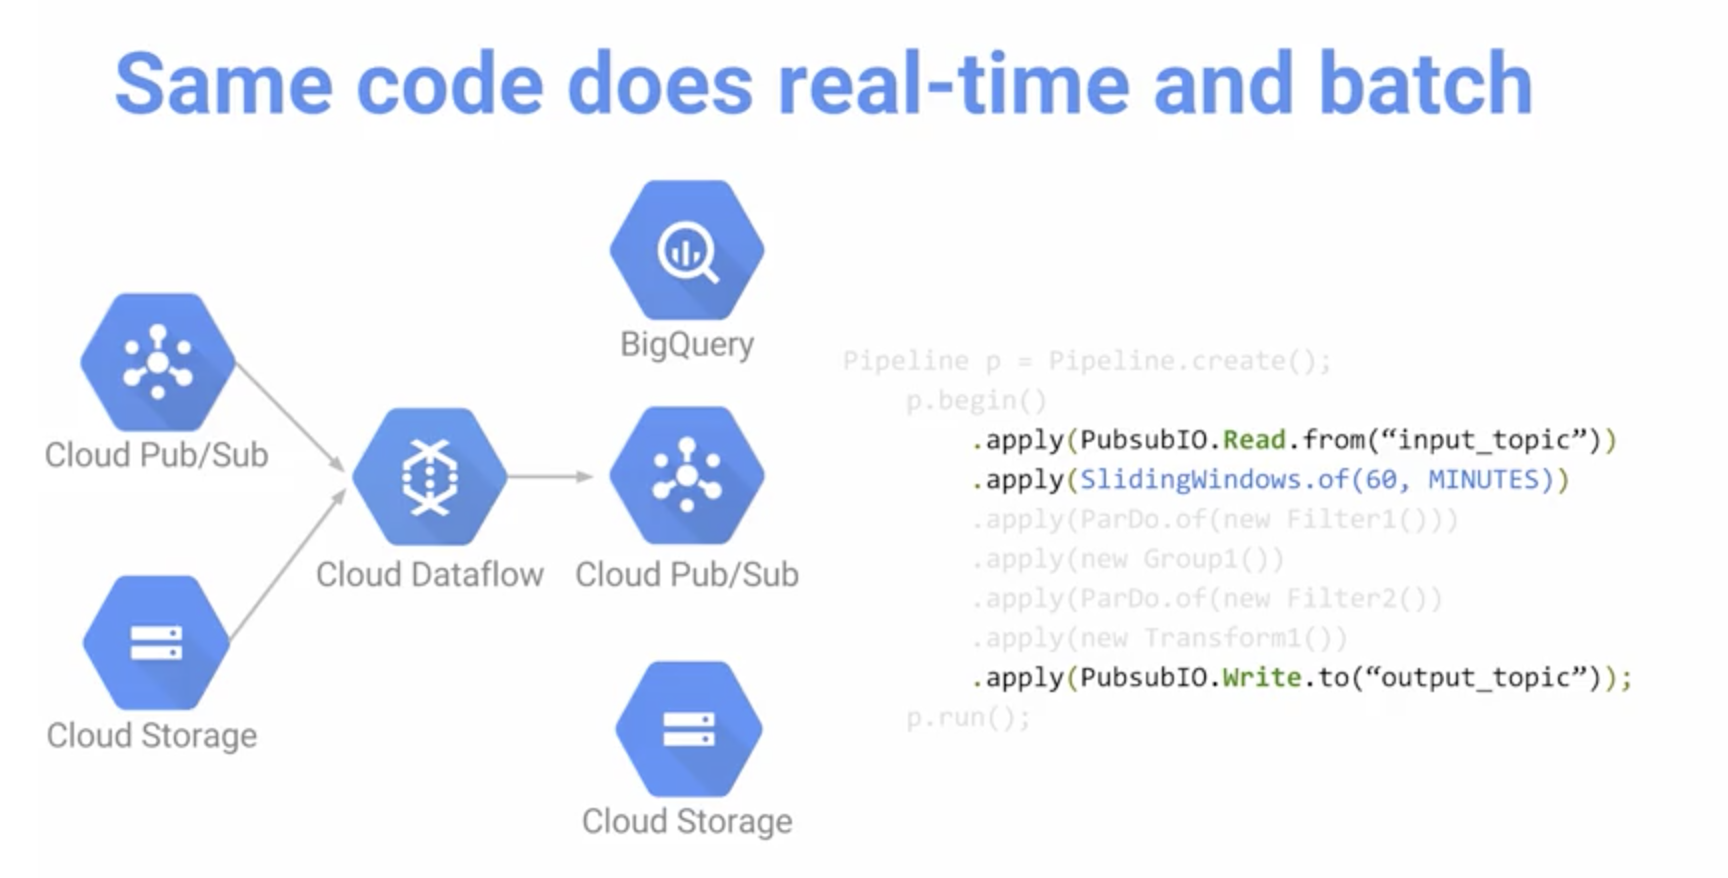 Same code does real-time and batch
BigQuery
Cloud Pub/Sub
Cloud Dataflow
Cloud Pub/Sub
Cloud Storage
Cloud Storage
Pipeline p = Pipeline.create();
p.begin()
.apply(PubsubIO.Read.from(“input_topic”))
.apply(SlidingWindows.of(60, MINUTES))
.apply(ParDo.of(new Filter1()))
.apply(new Group1())
.apply(ParDo.of(new Filter2())
.apply(new Transform1())
.apply(PubsubIO.Write.to(“output_topic”));
p.run();